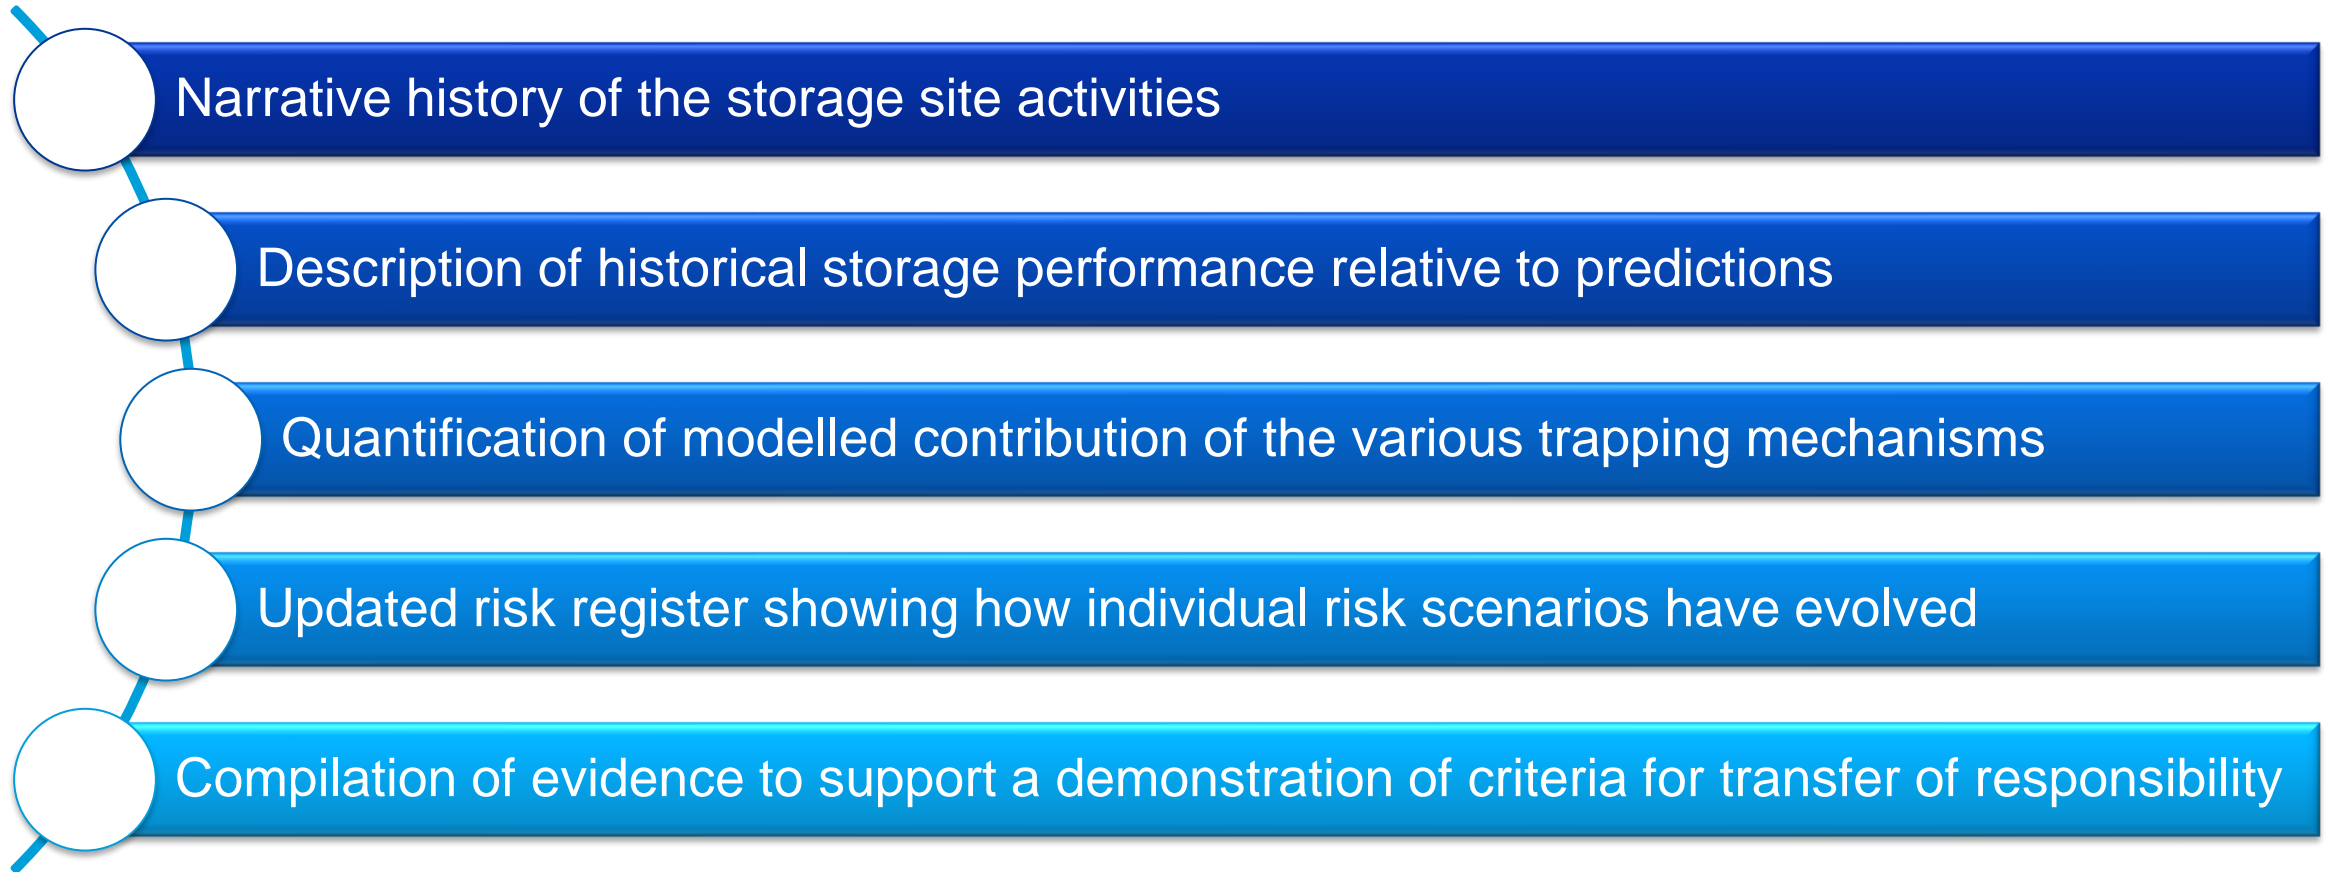 Narrative history of the storage site activities
Description of historical storage performance relative to predictions
Quantification of modelled contribution of the various trapping mechanisms
Updated risk register showing how individual risk scenarios have evolved
Compilation of evidence to support a demonstration of criteria for transfer of responsibility